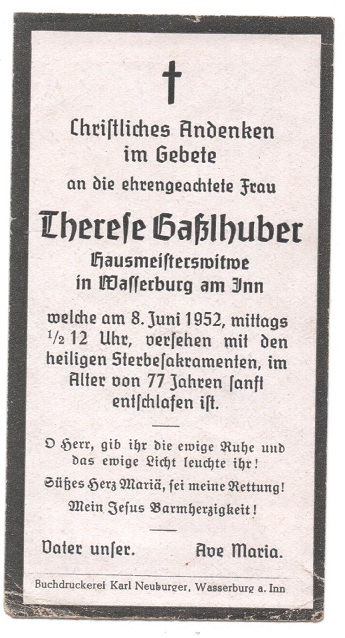 Christliches Andenken
im Gebete
an die ehrengeachtete Frau
Therese Gaßlhuber
Hausmeisterswitwe
in Wasserburg am Inn
welche am 8. Juni 1952, mittags
1/2 12 Uhr, versehen mit den
heiligen Sterbesakramenten, im
Alter von 77 Jahren sanft
entschlafen ist.
O Herr, gib ihr die ewige Ruhe und
das ewige Licht leuchte ihr!
Süßes Herz Mariä, sei meine Rettung!
Mein Jesus Barmherzigkeit!
Vater unser. Ave Maria.
Buchdruckerei Karl Neuburger, Wasserburg a. Inn